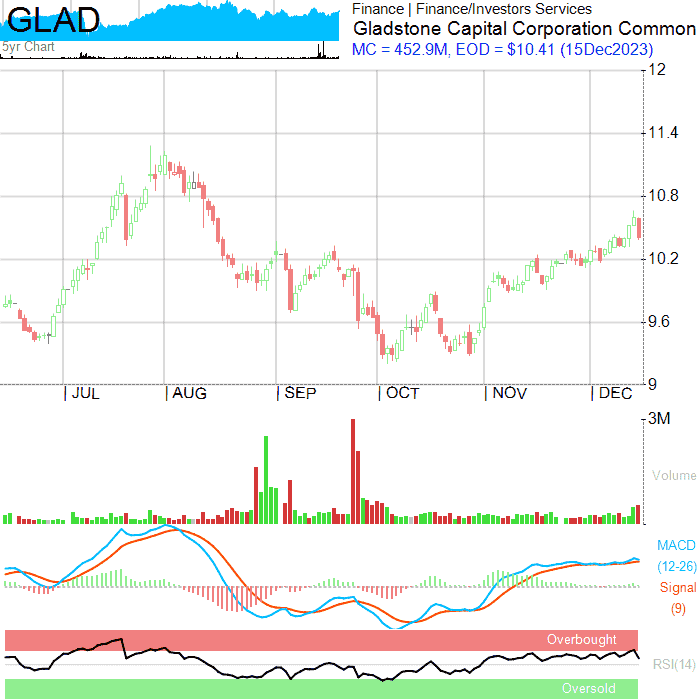 GLAD
5yr Chart
Finance | Finance/Investors Services
Gladstone Capital Corporation Common
MC = 452.9M, EOD = $10.41 (15Dec2023)
12
11.4
10.8
10.2
9.6
9
| JUL | AUG | SEP | OCT | NOV | DEC
3M
Volume
MACD
(12-26)
Signal
(9)
Overbought
RSI(14)
Oversold